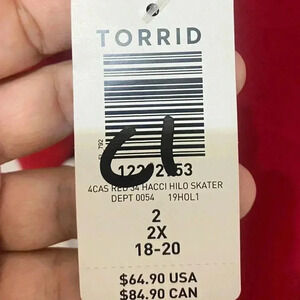 TORRID
C1
4CAS RED 34 HACCI HILO SKATER
DEPT 0054 19HOL1
2
2X
18-20
$64.90 USA
$84.90 CAN